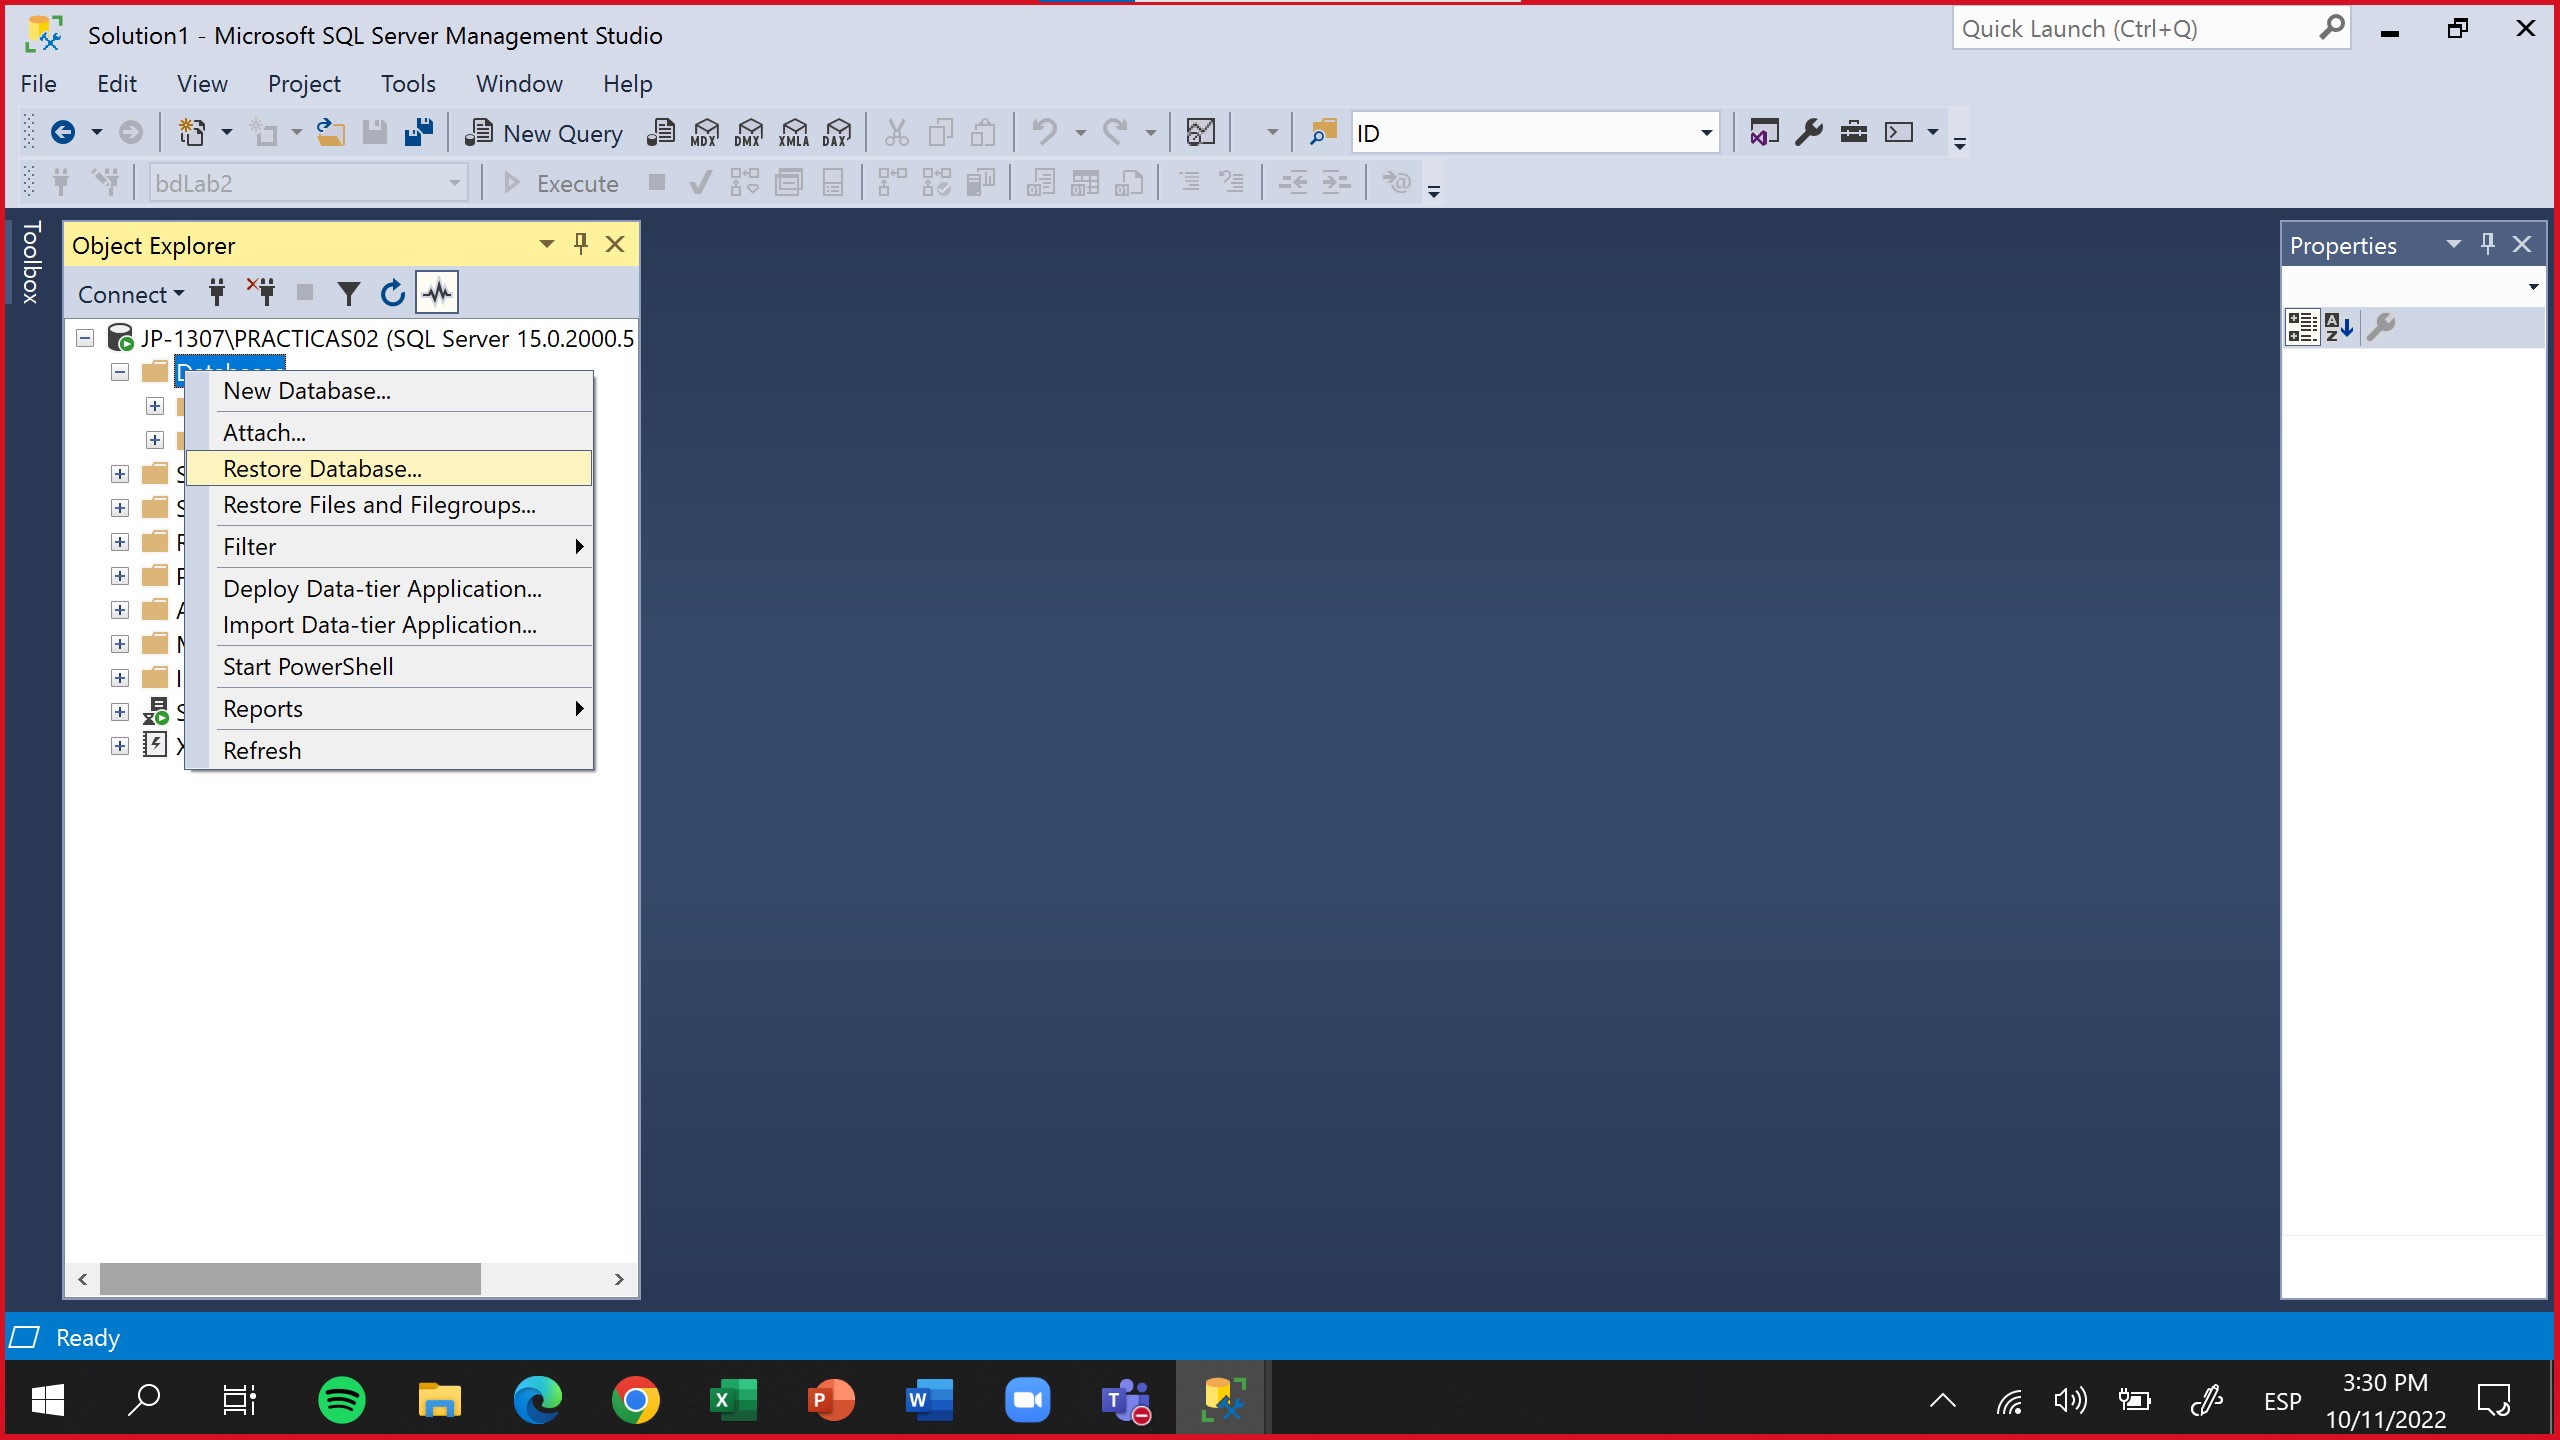 Solution1 - Microsoft SQL Server Management Studio
Quick Launch (Ctrl+Q)
File Edit View Project Tools Window Help
New Query MDX DMX XMLA DAX ID
bdLab2 Execute
Toolbox
Object Explorer
Properties
Connect
JP-1307\PRACTICAS02 (SQL Server 15.0.2000.5
New Database...
Attach...
Restore Database...
Restore Files and Filegroups...
Filter
Deploy Data-tier Application...
Import Data-tier Application...
Start PowerShell
Reports
Refresh
Ready
ESP
3:30 PM
10/11/2022